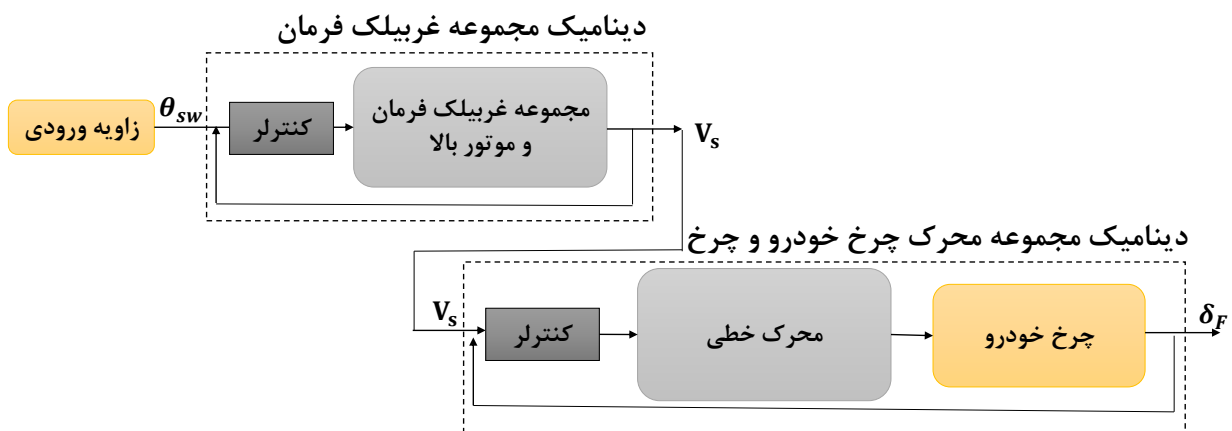 دینامیک مجموعه غربیلک فرمان
زاویه ورودی
θsw
کنترلر
مجموعه غربیلک فرمان
و موتور بالا
Vs
دینامیک مجموعه محرک چرخ خودرو و چرخ
Vs
کنترلر
محرک خطی
چرخ خودرو
δF